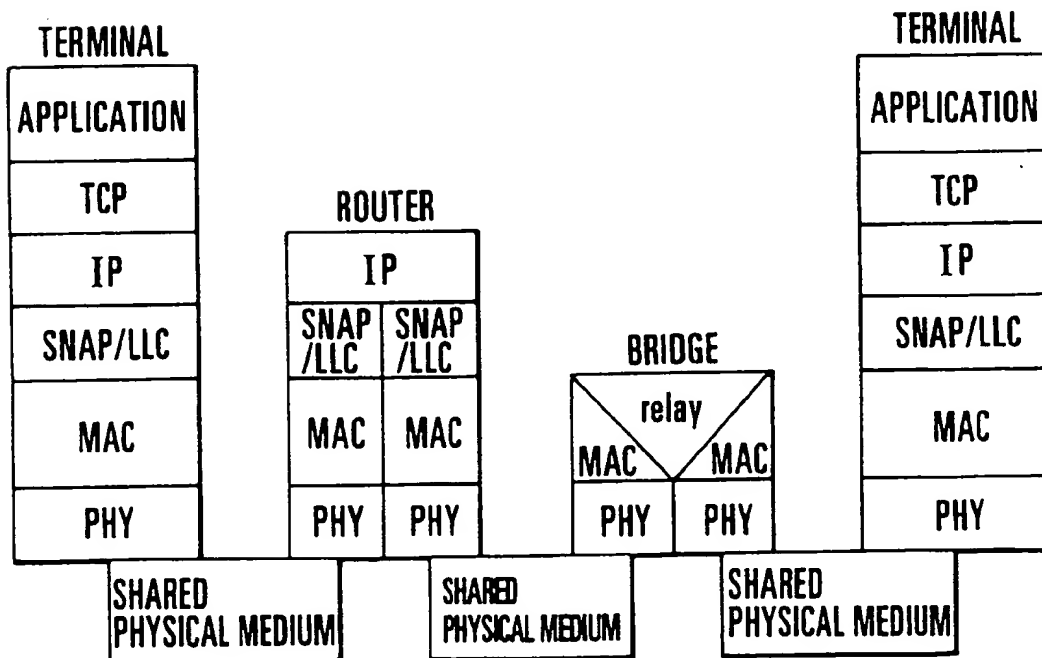 TERMINAL
APPLICATION
TCP
IP
SNAP/LLC
MAC
PHY
ROUTER
IP
SNAP
/LLC
SNAP
/LLC
MAC
MAC
PHY
PHY
BRIDGE
relay
MAC
MAC
PHY
PHY
TERMINAL
APPLICATION
TCP
IP
SNAP/LLC
MAC
PHY
SHARED
PHYSICAL MEDIUM
SHARED
PHYSICAL MEDIUM
SHARED
PHYSICAL MEDIUM